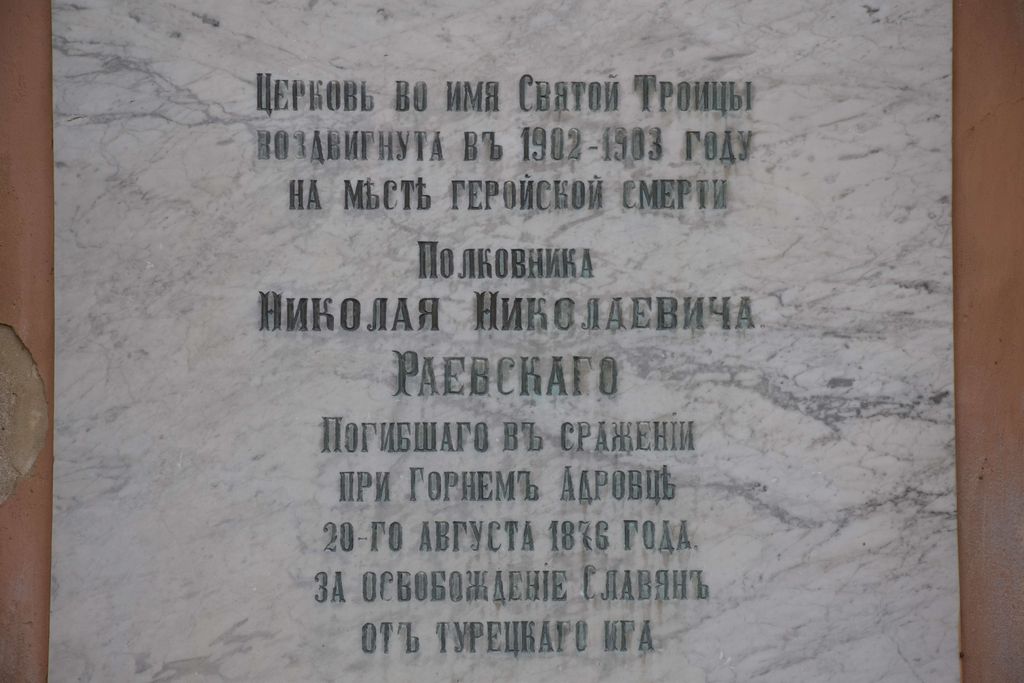 Церковь во имя Святой Троицы
воздвигнута въ 1902-1903 году
на мѣстѣ геройской смерти
Полковника
Николая Николаевича
Раевскаго
Погибшаго въ сраженіи
при Горнемъ Адровцѣ
20-го августа 1876 года.
за освобожденіе Славянъ
отъ турецкаго ига